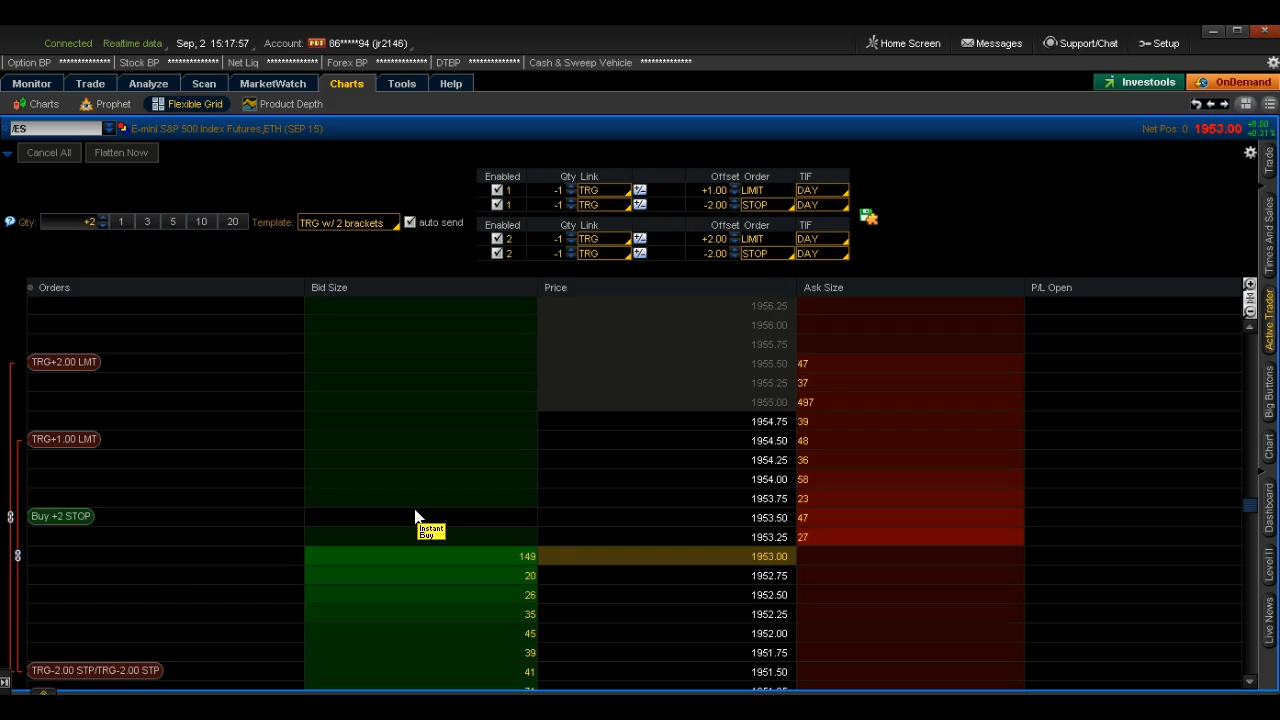 Connected Realtime data Sep, 2 15:17:57 Account: PDT 86*****94 (jr2146) Home Screen Messages Support/Chat Setup
Option BP ************** Stock BP ************** Net Liq ************** Forex BP ************** DTBP ************** Cash & Sweep Vehicle **************
Monitor Trade Analyze Scan MarketWatch Charts Tools Help Investools OnDemand
Charts Prophet Flexible Grid Product Depth
/ES E-mini S&P 500 Index Futures,ETH (SEP 15) Net Pos: 0 1953.00 +6.00 +0.31%
Cancel All Flatten Now
Enabled Qty Link Offset Order TIF
1 -1 TRG +1.00 LIMIT DAY
1 -1 TRG -2.00 STOP DAY
Qty: +2 1 3 5 10 20 Template: TRG w/ 2 brackets auto send
Enabled Qty Link Offset Order TIF
2 -1 TRG +2.00 LIMIT DAY
2 -1 TRG -2.00 STOP DAY
Orders Bid Size Price Ask Size P/L Open
1956.25
1956.00
1955.75
TRG+2.00 LMT 1955.50 47
1955.25 37
1955.00 497
1954.75 39
TRG+1.00 LMT 1954.50 48
1954.25 36
1954.00 58
1953.75 23
Buy +2 STOP 1953.50 47
Instant
Buy
1953.25 27
149 1953.00
20 1952.75
26 1952.50
35 1952.25
45 1952.00
39 1951.75
TRG-2.00 STP/TRG-2.00 STP 41 1951.50
Trade
Times And Sales
Active Trader
Big Buttons
Chart
Dashboard
Level II
Live News